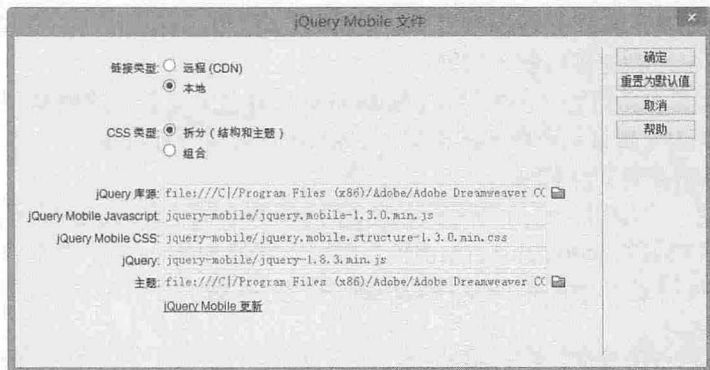 jQuery Mobile 文件
链接类型: 远程 (CDN)
本地
CSS 类型: 拆分 ( 结构和主题 )
组合
jQuery 库源: file:///C|/Program Files (x86)/Adobe/Adobe Dreamweaver CC
jQuery Mobile Javascript: jquery-mobile/jquery.mobile-1.3.0.min.js
jQuery Mobile CSS: jquery-mobile/jquery.mobile.structure-1.3.0.min.css
jQuery: jquery-mobile/jquery-1.8.3.min.js
主题: file:///C|/Program Files (x86)/Adobe/Adobe Dreamweaver CC
jQuery Mobile 更新
确定
重置为默认值
取消
帮助